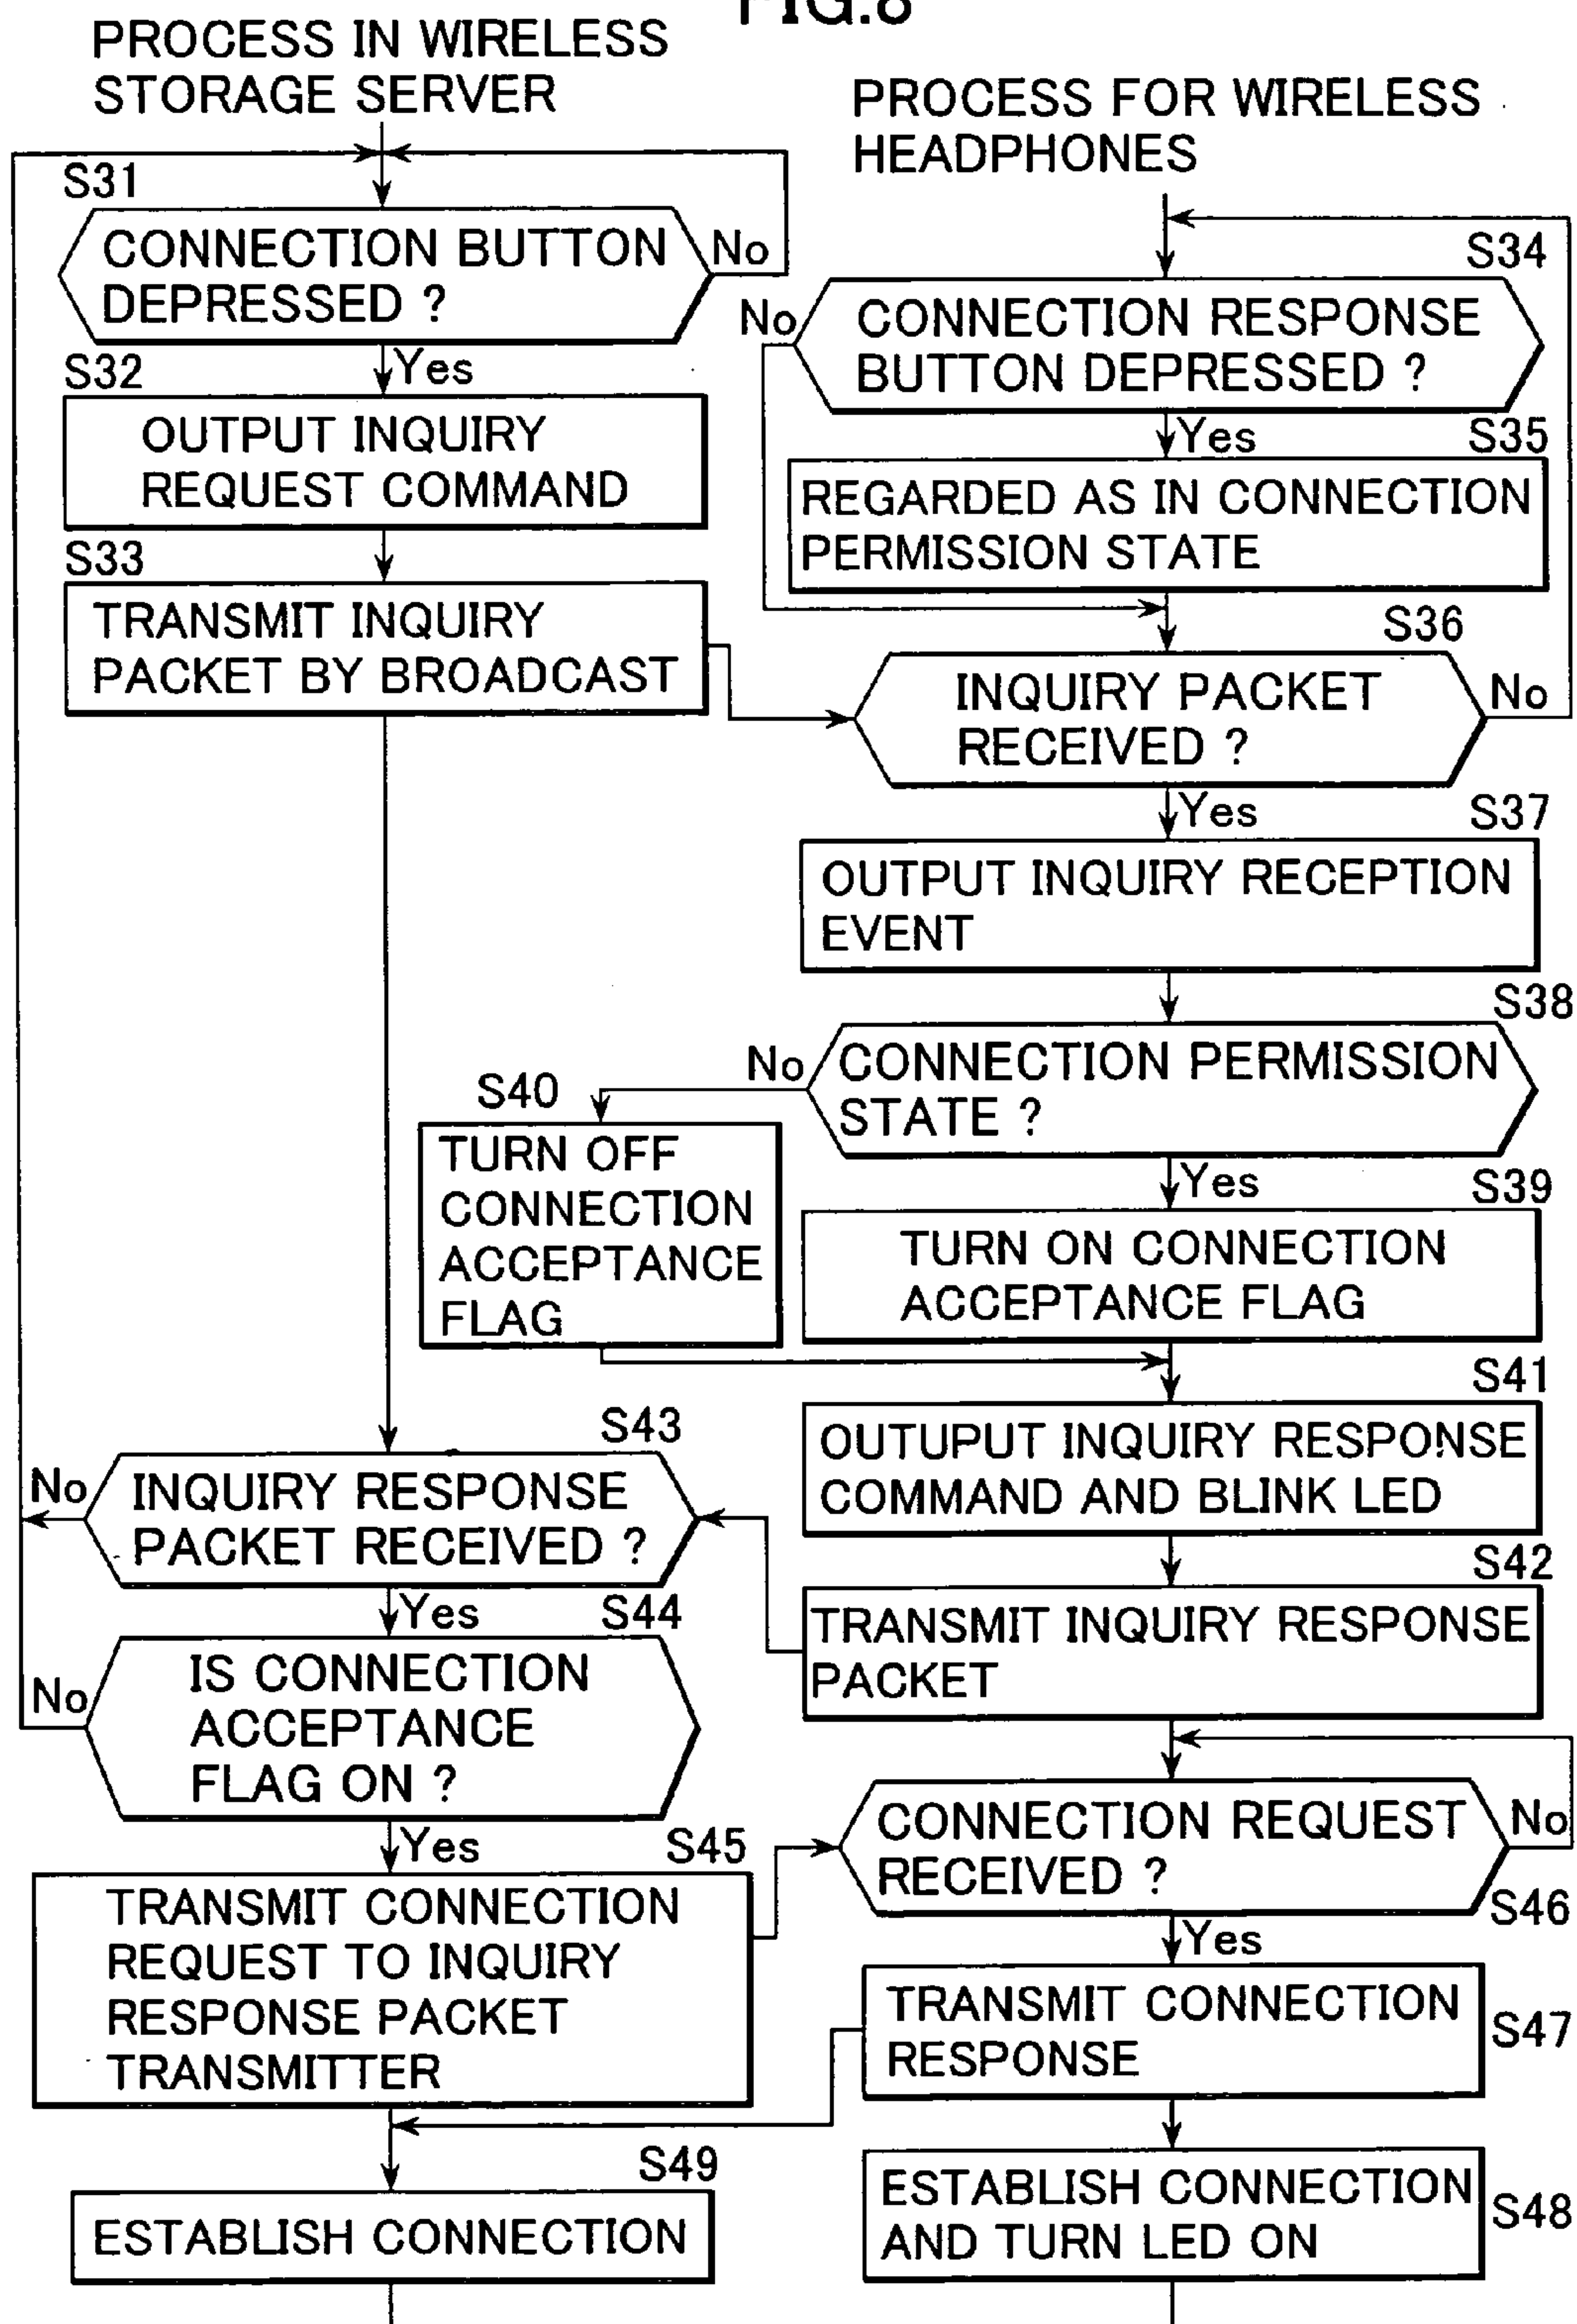 FIG.8
PROCESS IN WIRELESS
STORAGE SERVER
S31
CONNECTION BUTTON
DEPRESSED ?
No
Yes
S32
OUTPUT INQUIRY
REQUEST COMMAND
S33
TRANSMIT INQUIRY
PACKET BY BROADCAST
PROCESS FOR WIRELESS
HEADPHONES
S34
CONNECTION RESPONSE
BUTTON DEPRESSED ?
No
Yes
S35
REGARDED AS IN CONNECTION
PERMISSION STATE
S36
INQUIRY PACKET
RECEIVED ?
No
Yes
S37
OUTPUT INQUIRY RECEPTION
EVENT
S38
CONNECTION PERMISSION
STATE ?
No
S40
TURN OFF
CONNECTION
ACCEPTANCE
FLAG
Yes
S39
TURN ON CONNECTION
ACCEPTANCE FLAG
S41
OUTUPUT INQUIRY RESPONSE
COMMAND AND BLINK LED
S42
TRANSMIT INQUIRY RESPONSE
PACKET
S43
INQUIRY RESPONSE
PACKET RECEIVED ?
No
Yes
S44
IS CONNECTION
ACCEPTANCE
FLAG ON ?
No
Yes
S45
TRANSMIT CONNECTION
REQUEST TO INQUIRY
RESPONSE PACKET
TRANSMITTER
CONNECTION REQUEST
RECEIVED ?
No
S46
Yes
TRANSMIT CONNECTION
RESPONSE
S47
S49
ESTABLISH CONNECTION
ESTABLISH CONNECTION
AND TURN LED ON
S48